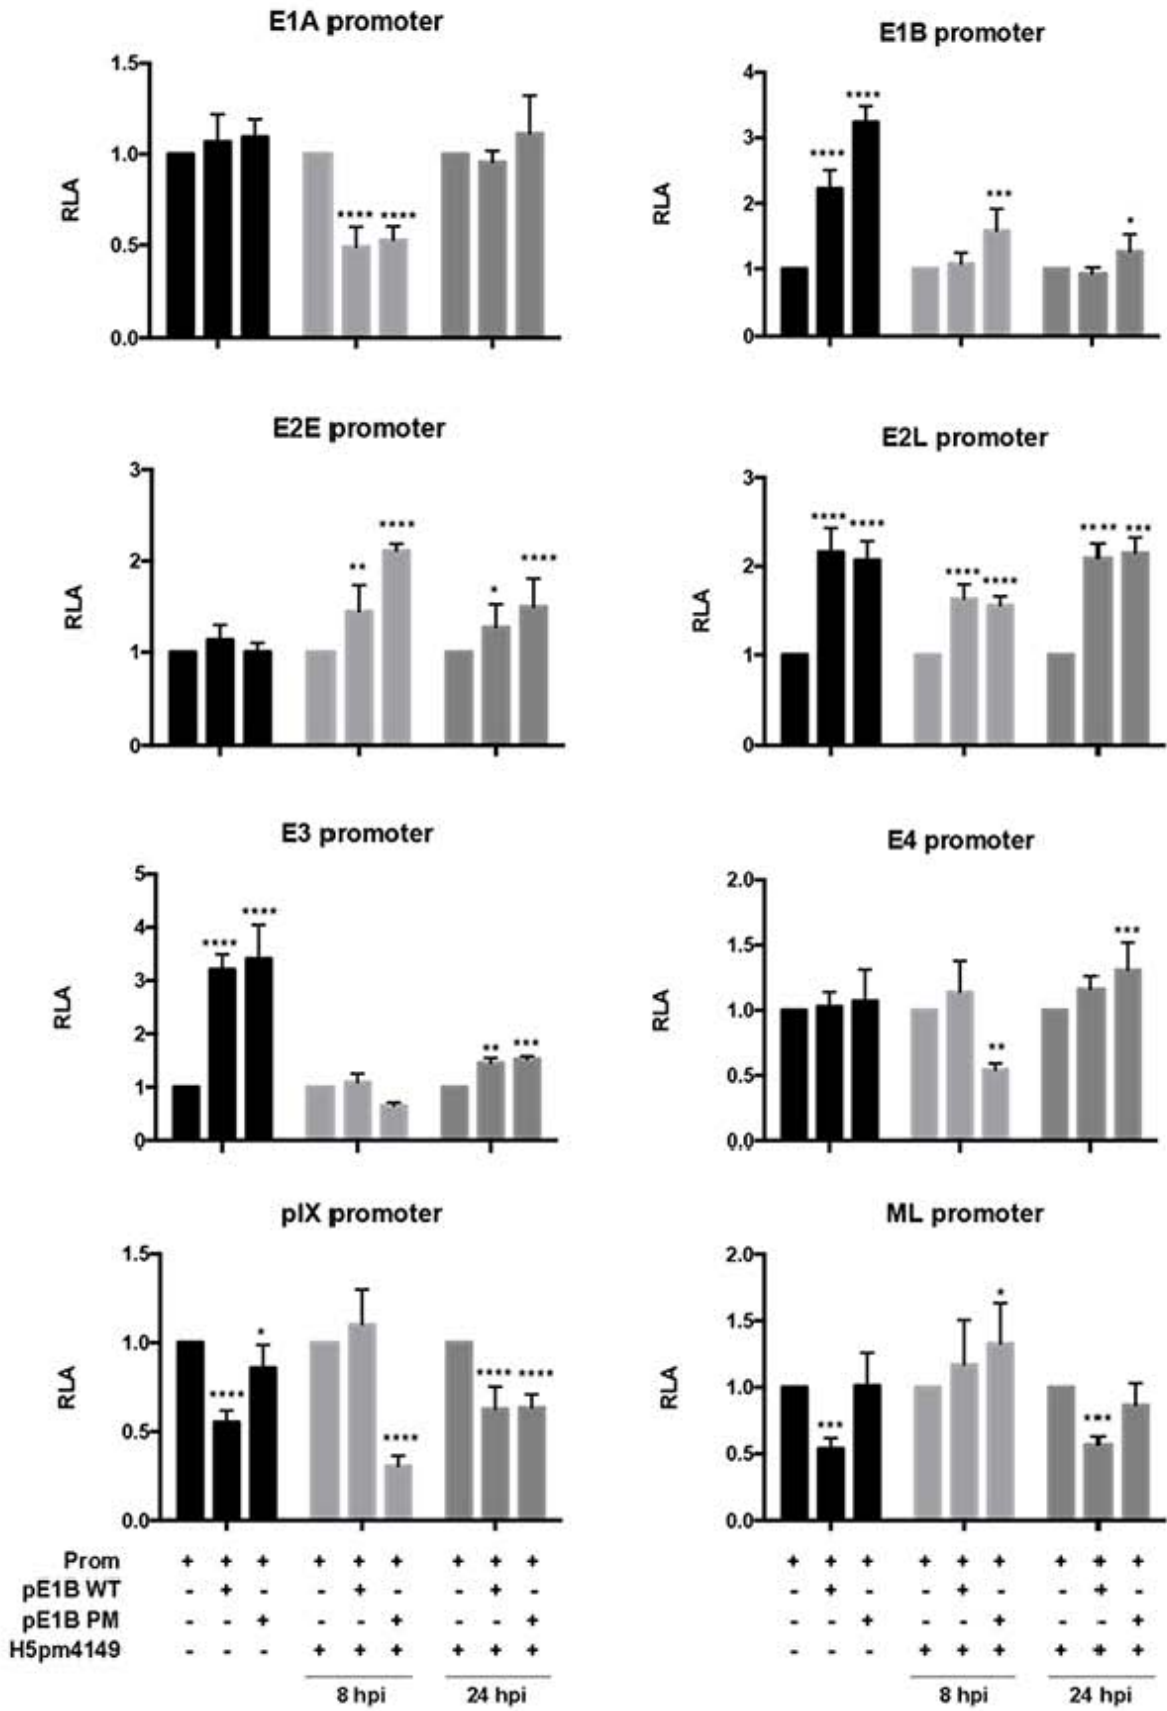 E1A promoter
RLA
1.5
1.0
0.5
0.0
**** ****
E1B promoter
RLA
4
3
2
1
0
**** **** *** *
E2E promoter
RLA
3
2
1
0
** **** * ****
E2L promoter
RLA
3
2
1
0
**** **** **** **** **** ***
E3 promoter
RLA
5
4
3
2
1
0
**** **** ** ***
E4 promoter
RLA
2.0
1.5
1.0
0.5
0.0
** ***
pIX promoter
RLA
1.5
1.0
0.5
0.0
**** * **** **** ****
ML promoter
RLA
2.0
1.5
1.0
0.5
0.0
*** * ***
Prom + + + + + + + + +
pE1B WT - + - - + - - + -
pE1B PM - - + - - + - - +
H5pm4149 - - - + + + + + +
8 hpi 24 hpi
+ + + + + + + + +
- + - - + - - + -
- - + - - + - - +
- - - + + + + + +
8 hpi 24 hpi